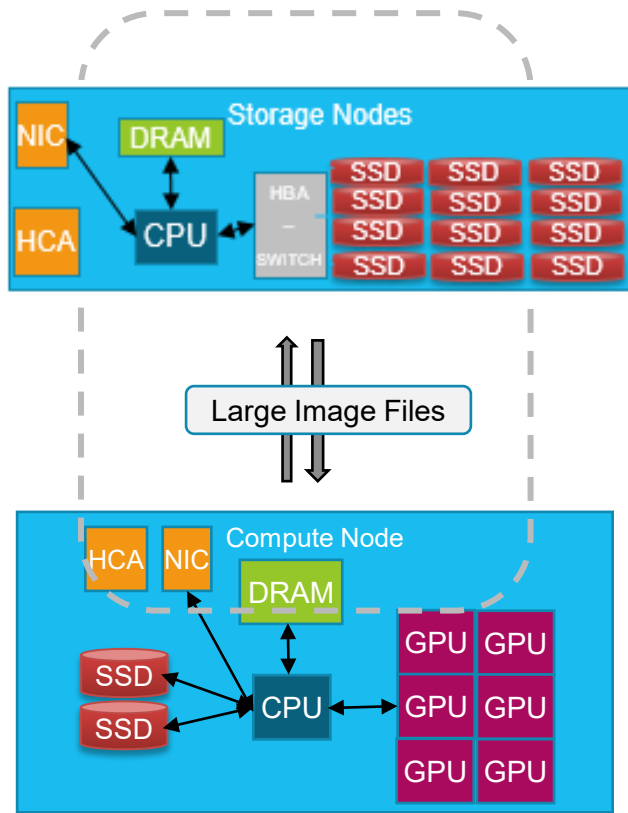 Storage Nodes
NIC
DRAM
HCA
CPU
HBA
–
SWITCH
SSD SSD SSD
SSD SSD SSD
SSD SSD SSD
SSD SSD SSD
Large Image Files
Compute Node
HCA
NIC
DRAM
SSD
SSD
CPU
GPU GPU
GPU GPU
GPU GPU